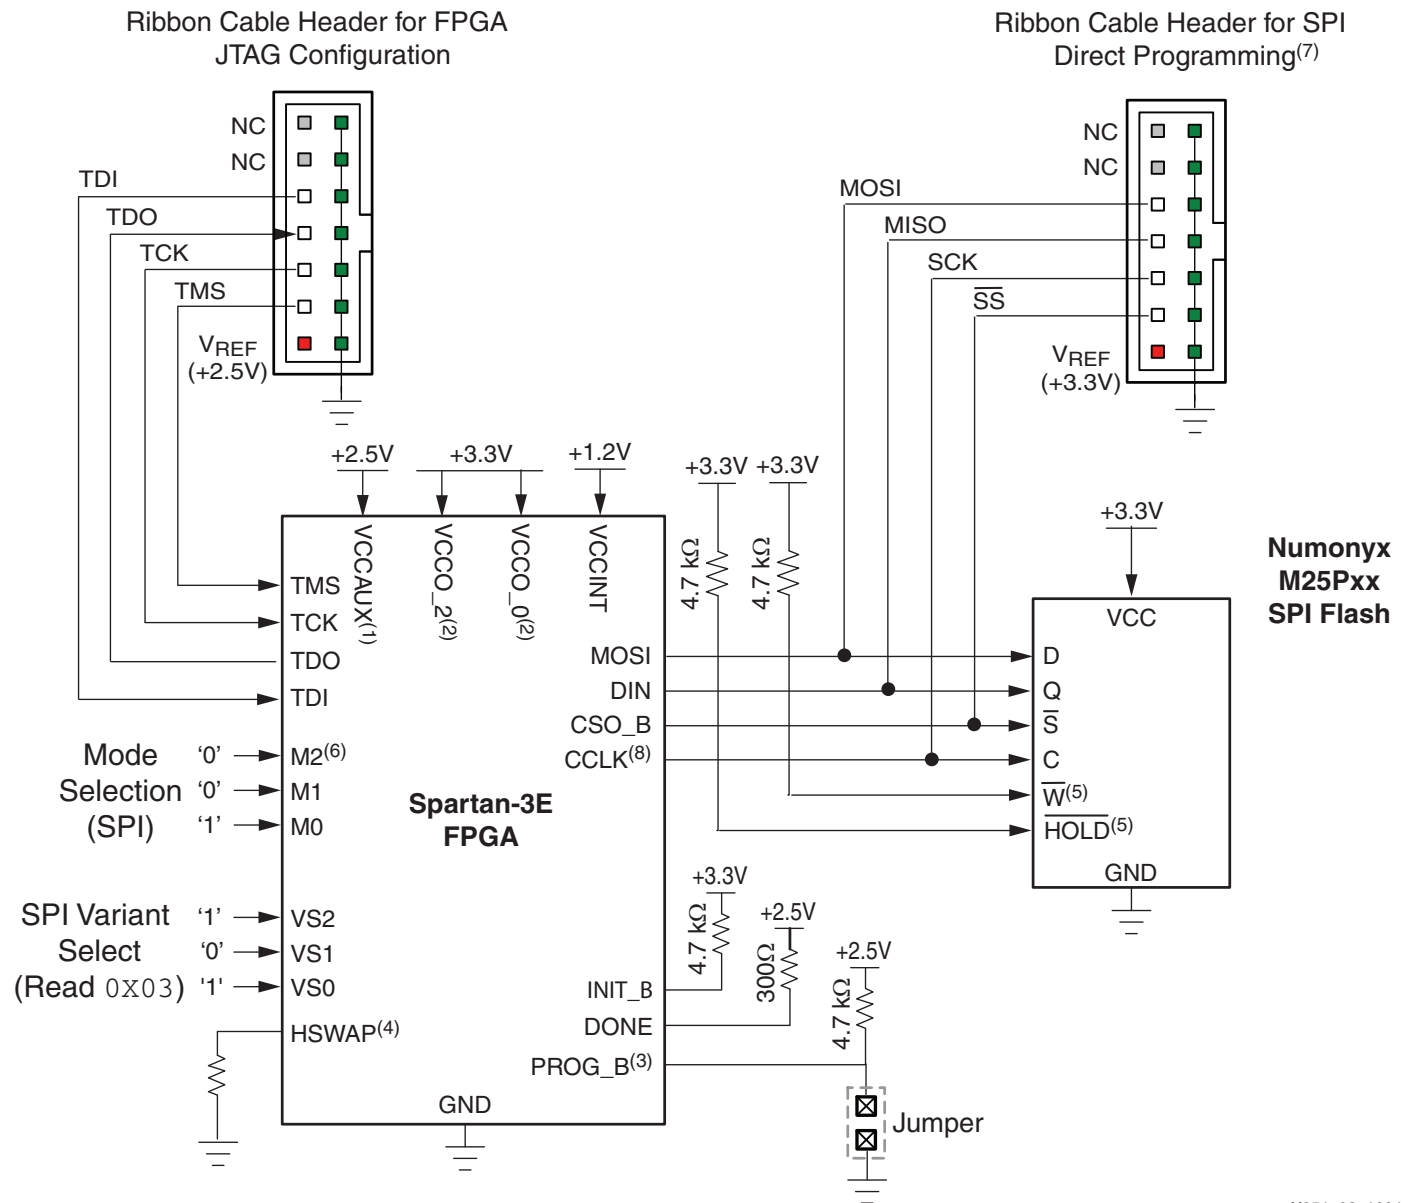 Ribbon Cable Header for FPGA
JTAG Configuration
Ribbon Cable Header for SPI
Direct Programming(7)
NC
NC
TDI
TDO
TCK
TMS
VREF
(+2.5V)
NC
NC
MOSI
MISO
SCK
SS
VREF
(+3.3V)
+2.5V
+3.3V
+1.2V
+3.3V
+3.3V
4.7 kΩ
4.7 kΩ
+3.3V
Numonyx
M25Pxx
SPI Flash
VCCAUX(1)
VCCO_2(2)
VCCO_0(2)
VCCINT
VCC
TMS
TCK
TDO
TDI
MOSI
DIN
CSO_B
CCLK(8)
D
Q
S
C
W(5)
HOLD(5)
GND
Mode
Selection
(SPI)
'0'
'0'
'1'
M2(6)
M1
M0
Spartan-3E
FPGA
SPI Variant
Select
(Read 0X03)
'1'
'0'
'1'
VS2
VS1
VS0
HSWAP(4)
+3.3V
4.7 kΩ
+2.5V
300Ω
+2.5V
4.7 kΩ
INIT_B
DONE
PROG_B(3)
GND
Jumper